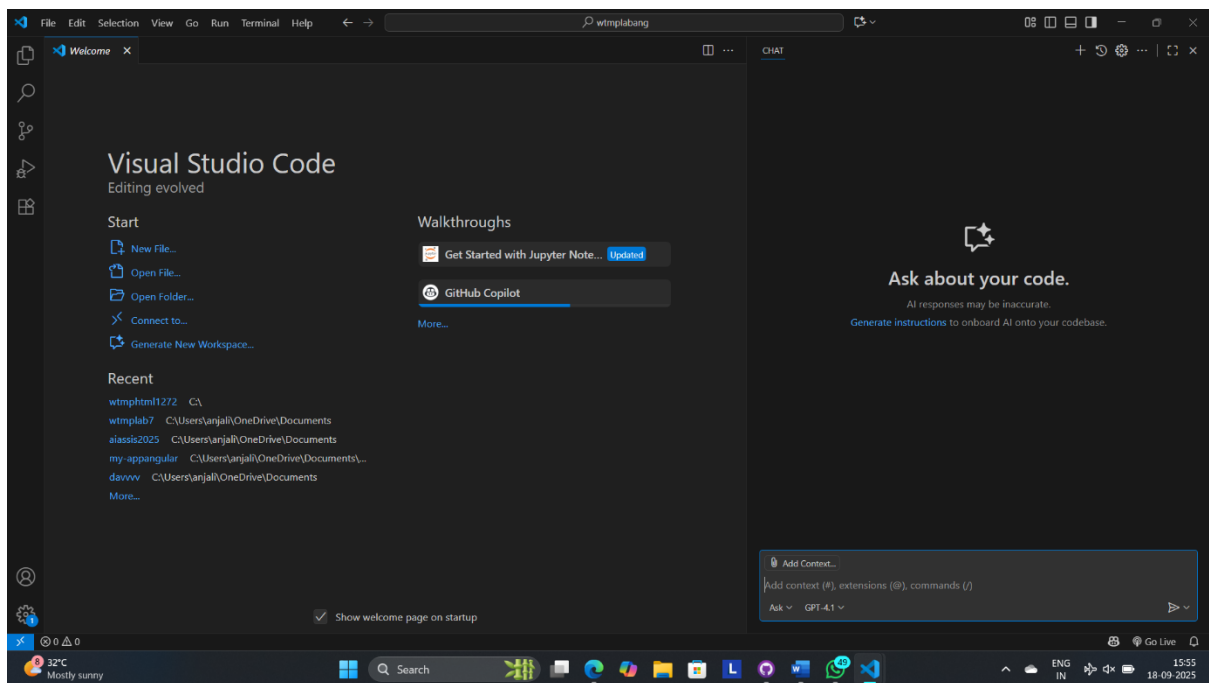 File Edit Selection View Go Run Terminal Help
wtmplabang
Welcome
CHAT
Visual Studio Code
Editing evolved
Start
New File...
Open File...
Open Folder...
Connect to...
Generate New Workspace...
Recent
wtmphtml1272 C:\
wtmplab7 C:\Users\anjali\OneDrive\Documents
aiassis2025 C:\Users\anjali\OneDrive\Documents
my-appangular C:\Users\anjali\OneDrive\Documents\...
davvvv C:\Users\anjali\OneDrive\Documents
More...
Walkthroughs
Get Started with Jupyter Note... Updated
GitHub Copilot
More...
Show welcome page on startup
Ask about your code.
AI responses may be inaccurate.
Generate instructions to onboard AI onto your codebase.
Add Context...
Add context (#), extensions (@), commands (/)
Ask GPT-4.1
1
0 0
Go Live
8
32°C
Mostly sunny
Search
L
W
49
ENG
IN
15:55
18-09-2025